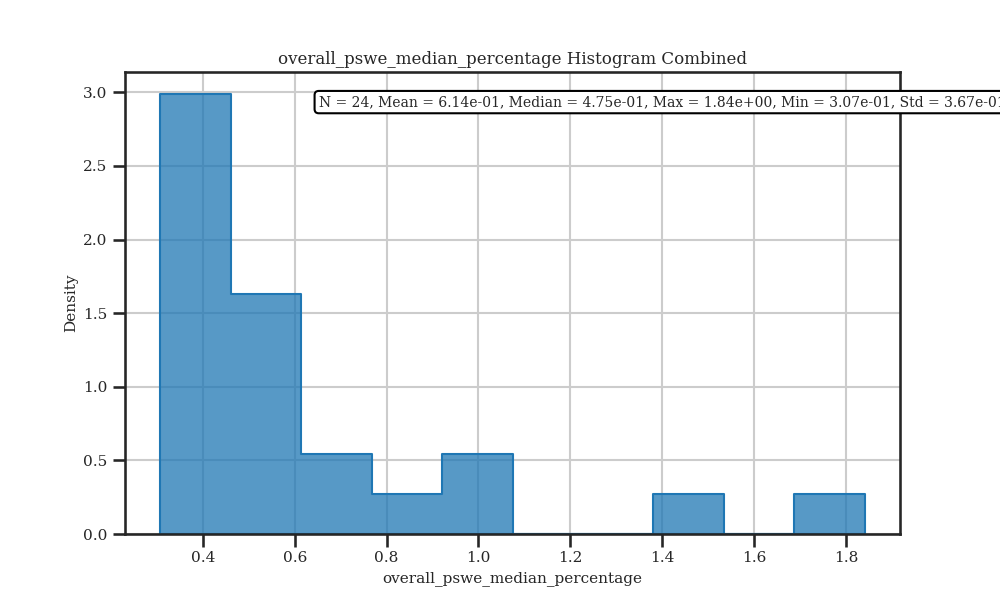 overall_pswe_median_percentage Histogram Combined
N = 24, Mean = 6.14e-01, Median = 4.75e-01, Max = 1.84e+00, Min = 3.07e-01, Std = 3.67e-01
3.0
2.5
2.0
1.5
1.0
0.5
0.0
Density
0.4 0.6 0.8 1.0 1.2 1.4 1.6 1.8
overall_pswe_median_percentage